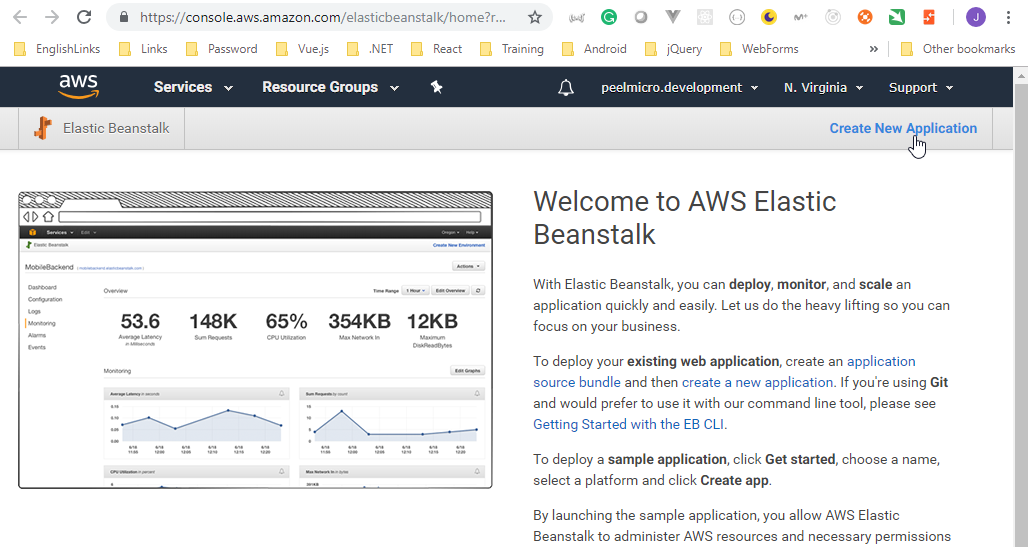 https://console.aws.amazon.com/elasticbeanstalk/home?r...
J
EnglishLinks Links Password Vue.js .NET React Training Android jQuery WebForms » Other bookmarks
aws Services Resource Groups peelmicro.development N. Virginia Support
Elastic Beanstalk Create New Application
Services Edit Oregon Help
Elastic Beanstalk Create New Environment
MobileBackend Actions
Dashboard
Configuration
Logs
Monitoring
Alarms
Events
Overview Time Range 1 Hour Edit Overview
53.6 148K 65% 354KB 12KB
Average Latency Sum Requests CPU Utilization Max Network In Maximum
in Milliseconds DiskReadBytes
Monitoring Edit Graphs
Average Latency in seconds Sum Requests by count
CPU Utilization in percent Max Network In in bytes
Welcome to AWS Elastic
Beanstalk
With Elastic Beanstalk, you can deploy, monitor, and scale an
application quickly and easily. Let us do the heavy lifting so you can
focus on your business.
To deploy your existing web application, create an application
source bundle and then create a new application. If you're using Git
and would prefer to use it with our command line tool, please see
Getting Started with the EB CLI.
To deploy a sample application, click Get started, choose a name,
select a platform and click Create app.
By launching the sample application, you allow AWS Elastic
Beanstalk to administer AWS resources and necessary permissions